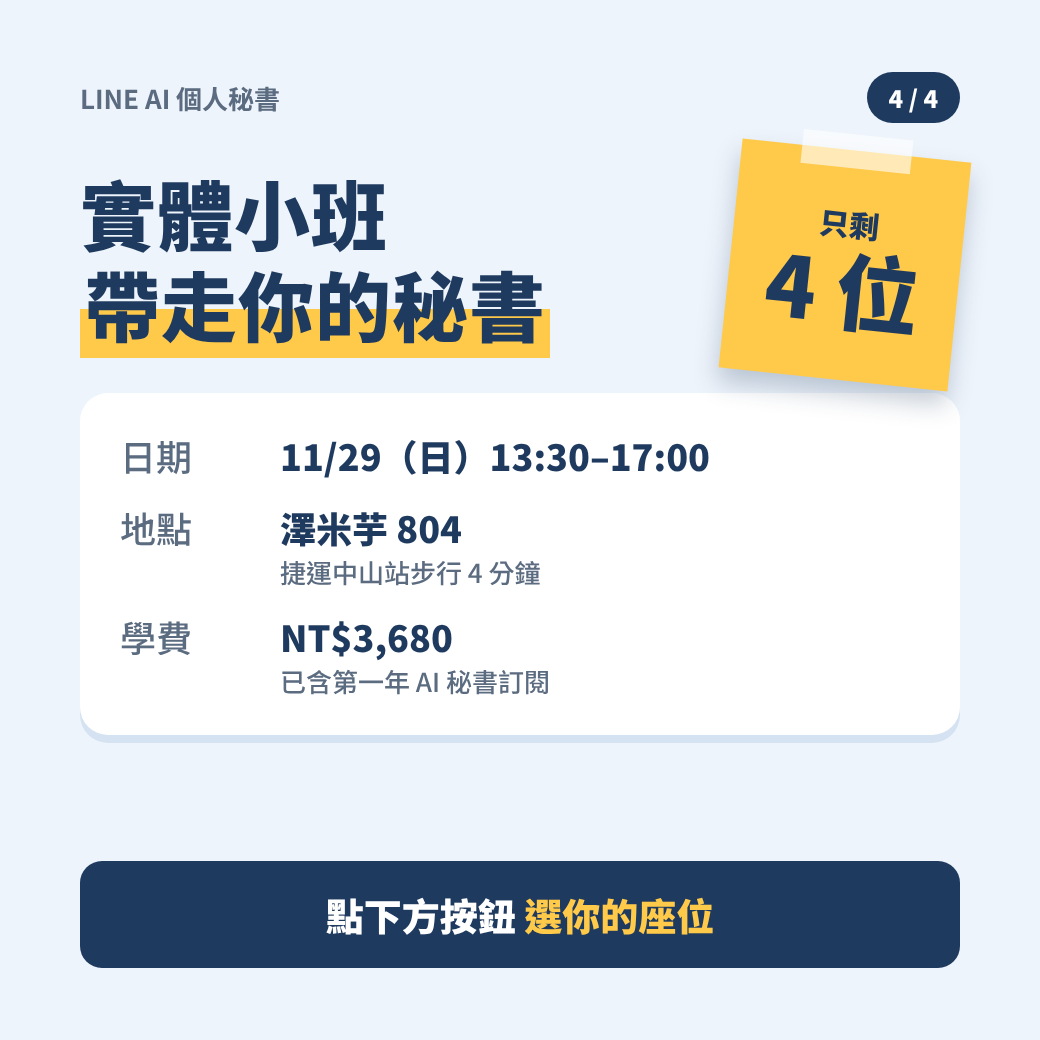 LINE AI 個人秘書
4 / 4
實體小班
帶走你的秘書
只剩
4 位
日期
11/29（日）13:30–17:00
地點
澤米芋 804
捷運中山站步行 4 分鐘
學費
NT$3,680
已含第一年 AI 秘書訂閱
點下方按鈕 選你的座位